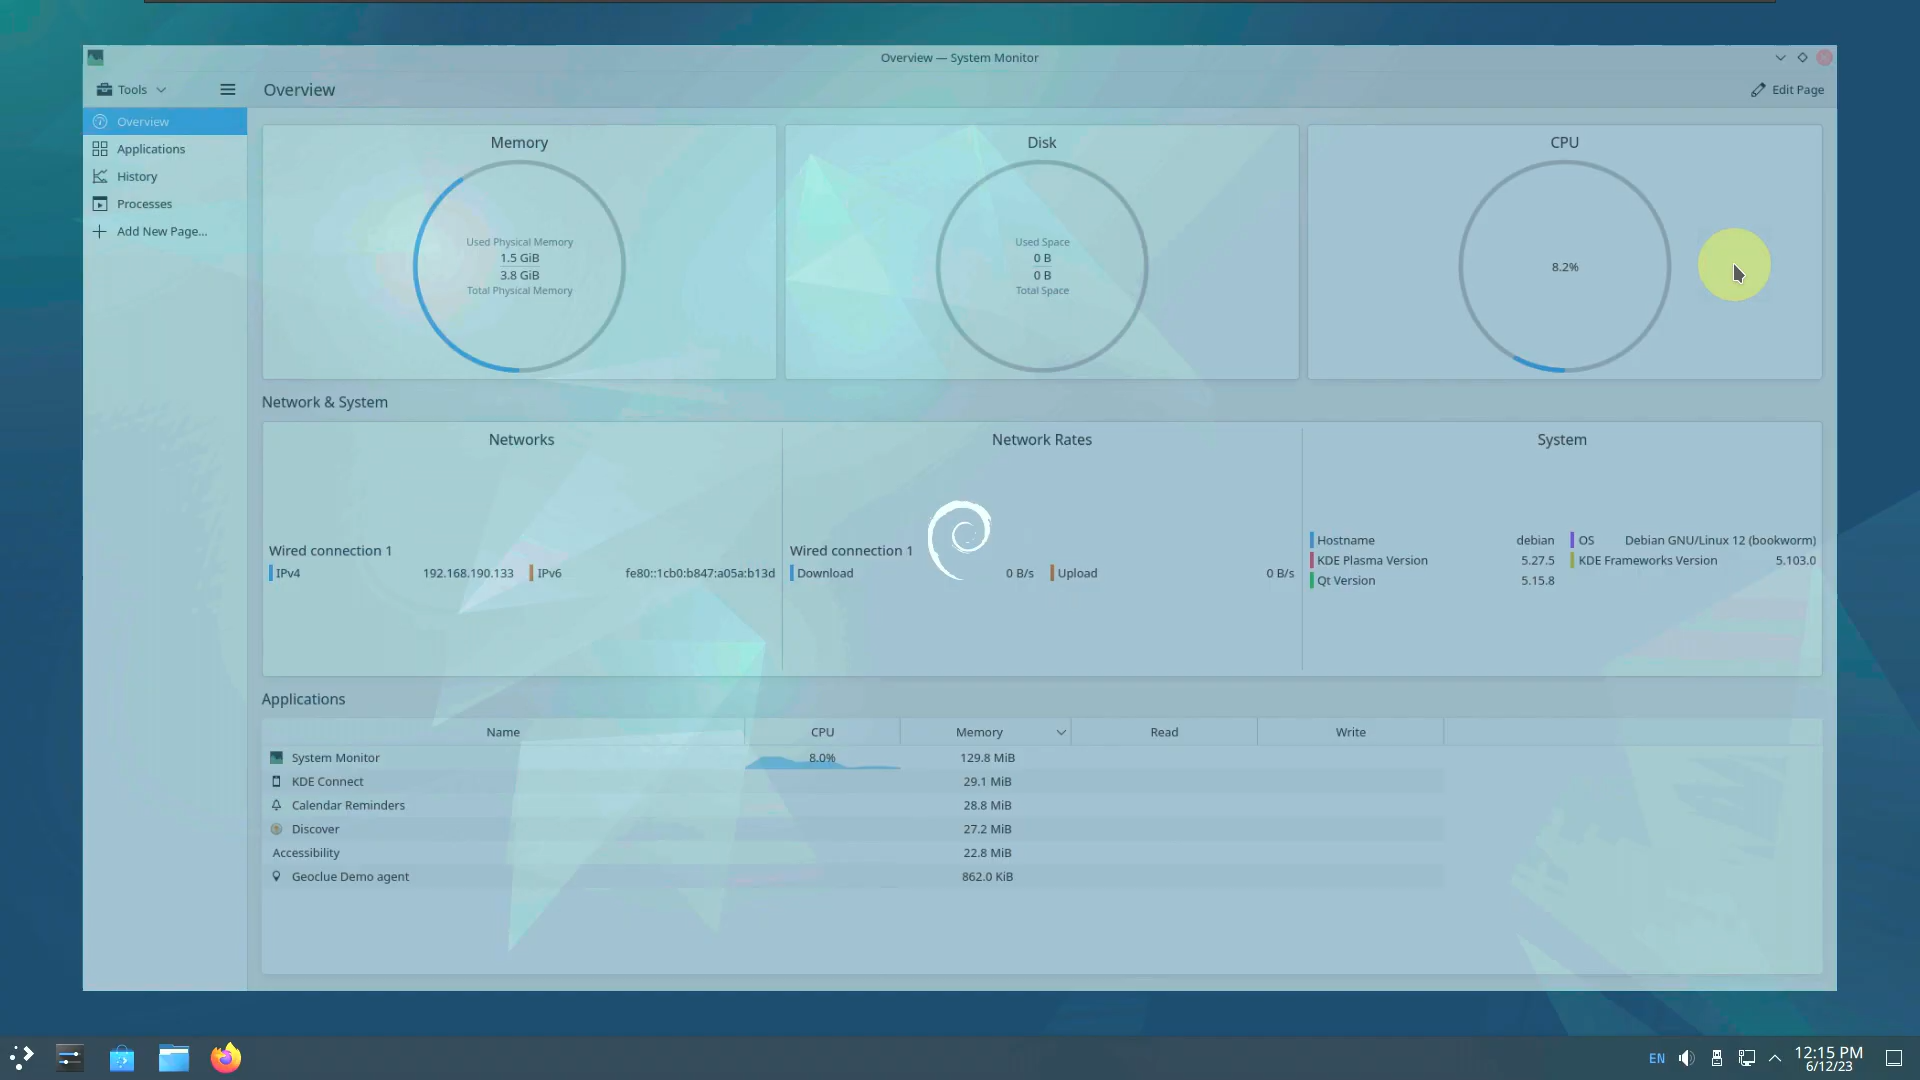 Overview — System Monitor
Tools
Overview
Edit Page
Overview
Applications
History
Processes
Add New Page...
Memory
Used Physical Memory
1.5 GiB
3.8 GiB
Total Physical Memory
Disk
Used Space
0 B
0 B
Total Space
CPU
8.2%
Network & System
Networks
Wired connection 1
IPv4 192.168.190.133 IPv6 fe80::1cb0:b847:a05a:b13d
Network Rates
Wired connection 1
Download 0 B/s Upload 0 B/s
System
Hostname debian OS Debian GNU/Linux 12 (bookworm)
KDE Plasma Version 5.27.5 KDE Frameworks Version 5.103.0
Qt Version 5.15.8
Applications
Name CPU Memory Read Write
System Monitor 8.0% 129.8 MiB
KDE Connect 29.1 MiB
Calendar Reminders 28.8 MiB
Discover 27.2 MiB
Accessibility 22.8 MiB
Geoclue Demo agent 862.0 KiB
EN 12:15 PM
6/12/23